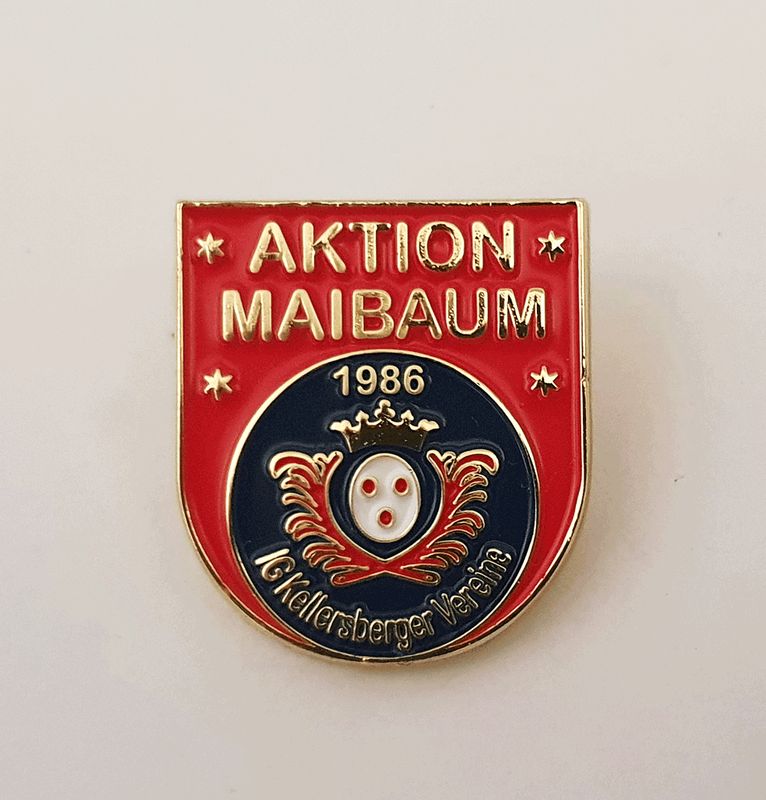 AKTION
MAIBAUM
1986
IG Kellersberger Vereine